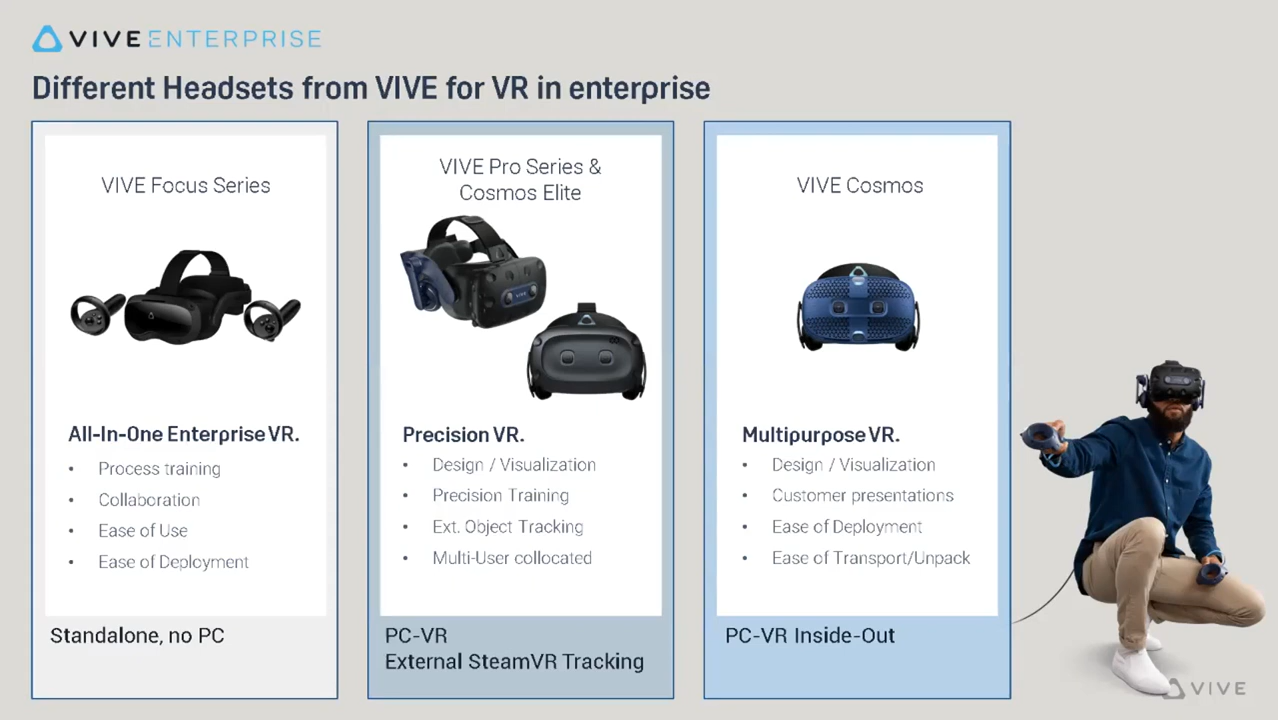 VIVE ENTERPRISE
Different Headsets from VIVE for VR in enterprise
VIVE Focus Series
All-In-One Enterprise VR.
• Process training
• Collaboration
• Ease of Use
• Ease of Deployment
Standalone, no PC
VIVE Pro Series &
Cosmos Elite
VIVE
Precision VR.
• Design / Visualization
• Precision Training
• Ext. Object Tracking
• Multi-User collocated
PC-VR
External SteamVR Tracking
VIVE Cosmos
Multipurpose VR.
• Design / Visualization
• Customer presentations
• Ease of Deployment
• Ease of Transport/Unpack
PC-VR Inside-Out
VIVE